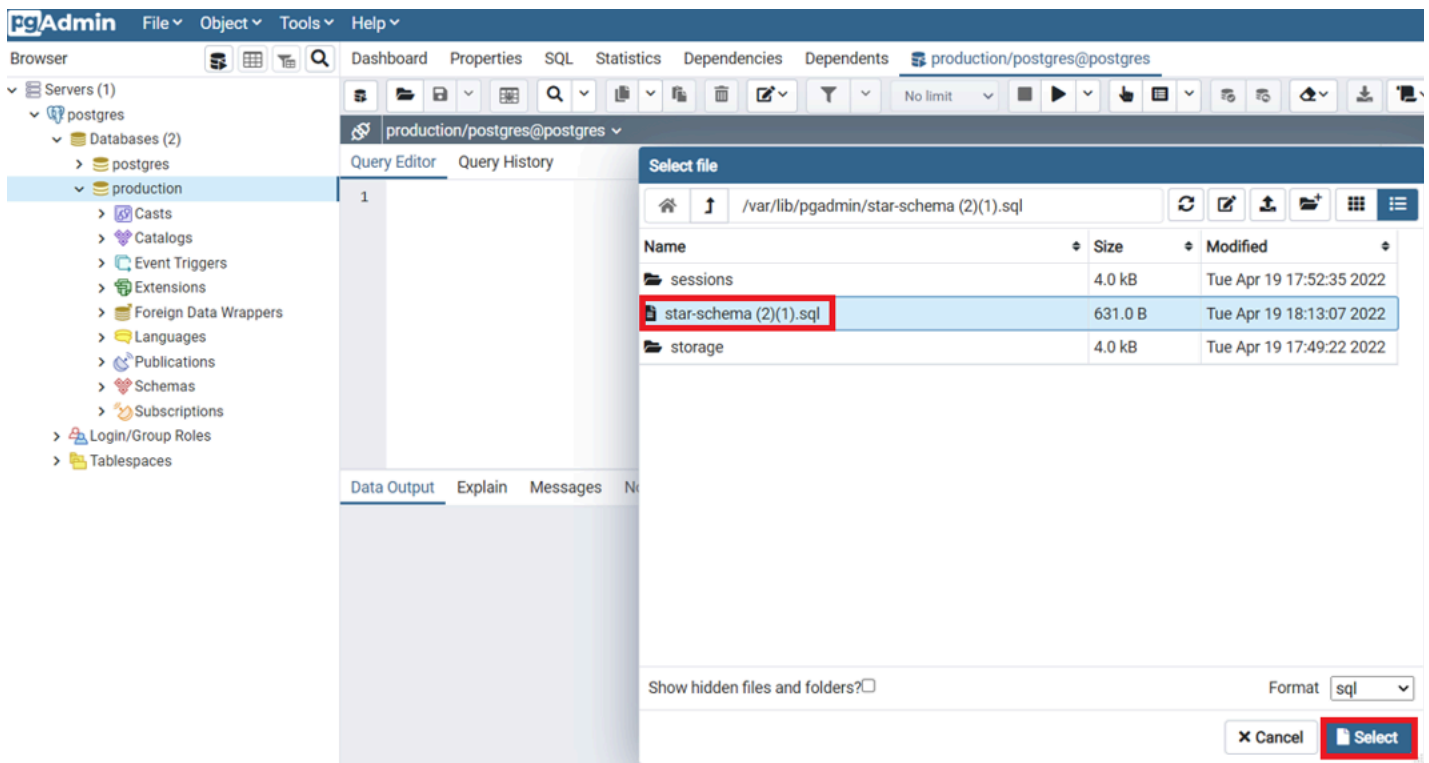 pgAdmin File Object Tools Help
Browser
Dashboard Properties SQL Statistics Dependencies Dependents production/postgres@postgres
Servers (1)
postgres
Databases (2)
postgres
production
Casts
Catalogs
Event Triggers
Extensions
Foreign Data Wrappers
Languages
Publications
Schemas
Subscriptions
Login/Group Roles
Tablespaces
No limit
production/postgres@postgres
Query Editor Query History
1
Data Output Explain Messages
Select file
/var/lib/pgadmin/star-schema (2)(1).sql
Name Size Modified
sessions 4.0 kB Tue Apr 19 17:52:35 2022
star-schema (2)(1).sql 631.0 B Tue Apr 19 18:13:07 2022
storage 4.0 kB Tue Apr 19 17:49:22 2022
Show hidden files and folders? Format sql
Cancel Select